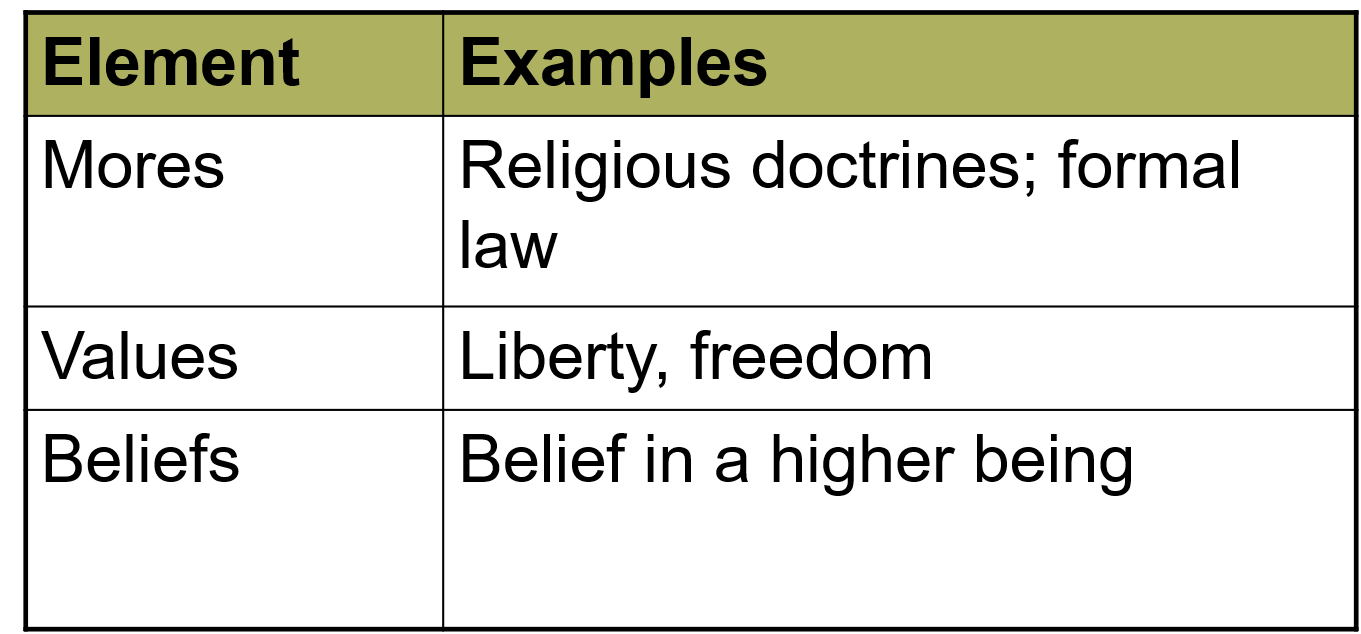 Element Examples
Mores Religious doctrines; formal
law
Values Liberty, freedom
Beliefs Belief in a higher being